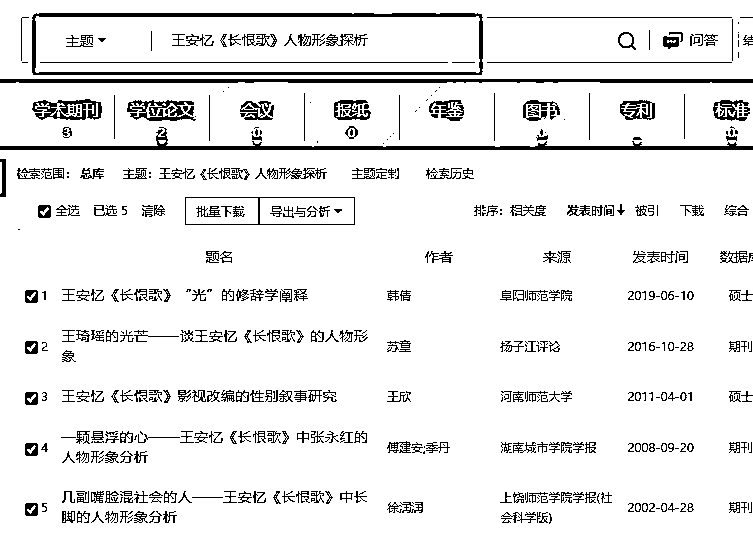 主题 王安忆《长恨歌》人物形象探析 问答
学术期刊 学位论文 会议 报纸 年鉴 图书 专利 标准
3 2 0 0
检索范围: 总库 主题: 王安忆《长恨歌》人物形象探析 主题定制 检索历史
全选 已选 5 清除 批量下载 导出与分析 排序: 相关度 发表时间↓ 被引 下载 综合
题名 作者 来源 发表时间
1 王安忆《长恨歌》“光”的修辞学阐释 韩倩 阜阳师范学院 2019-06-10 硕士
王琦瑶的光芒——谈王安忆《长恨歌》的人物形
2 苏童 扬子江评论 2016-10-28 期刊
象
3 王安忆《长恨歌》影视改编的性别叙事研究 王欣 河南师范大学 2011-04-01 硕士
一颗悬浮的心——王安忆《长恨歌》中张永红的
4 傅建安;季丹 湖南城市学院学报 2008-09-20 期刊
人物形象分析
几副嘴脸混社会的人——王安忆《长恨歌》中长 上饶师范学院学报(社
5 徐润润 2002-04-28 期刊
脚的人物形象分析 会科学版)